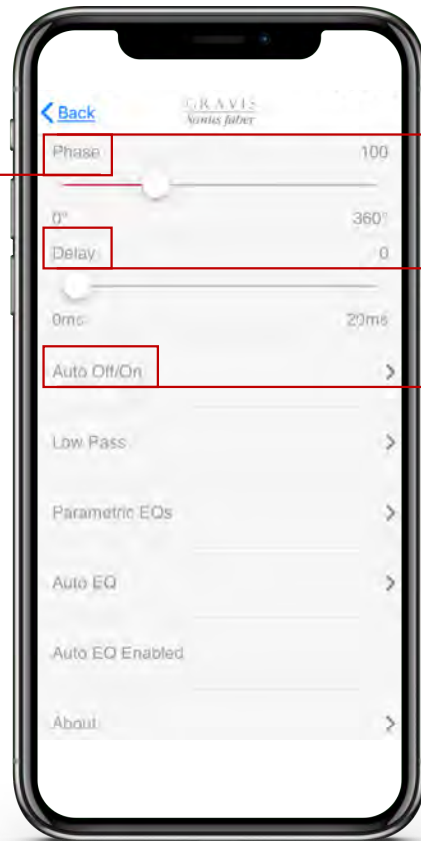 Back
GRAVIS
Sonus faber
Phase 100
0° 360°
Delay 0
0ms 20ms
Auto Off/On
Low Pass
Parametric EQs
Auto EQ
Auto EQ Enabled
About